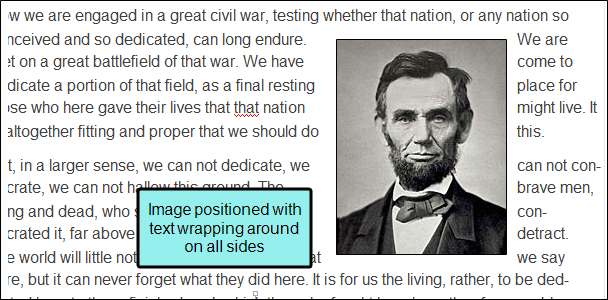 w we are engaged in a great civil war, testing whether that nation, or any nation so
nceived and so dedicated, can long endure. We are
t on a great battlefield of that war. We have come to
dicate a portion of that field, as a final resting place for
ose who here gave their lives that that nation might live. It
altogether fitting and proper that we should do this.
t, in a larger sense, we can not dedicate, we can not con-
crate, we can not hallow this ground. The brave men,
ng and dead, who con-
crated it, far above detract.
e world will little not at we say
re, but it can never forget what they did here. It is for us the living, rather, to be ded-
Image positioned with
text wrapping around
on all sides